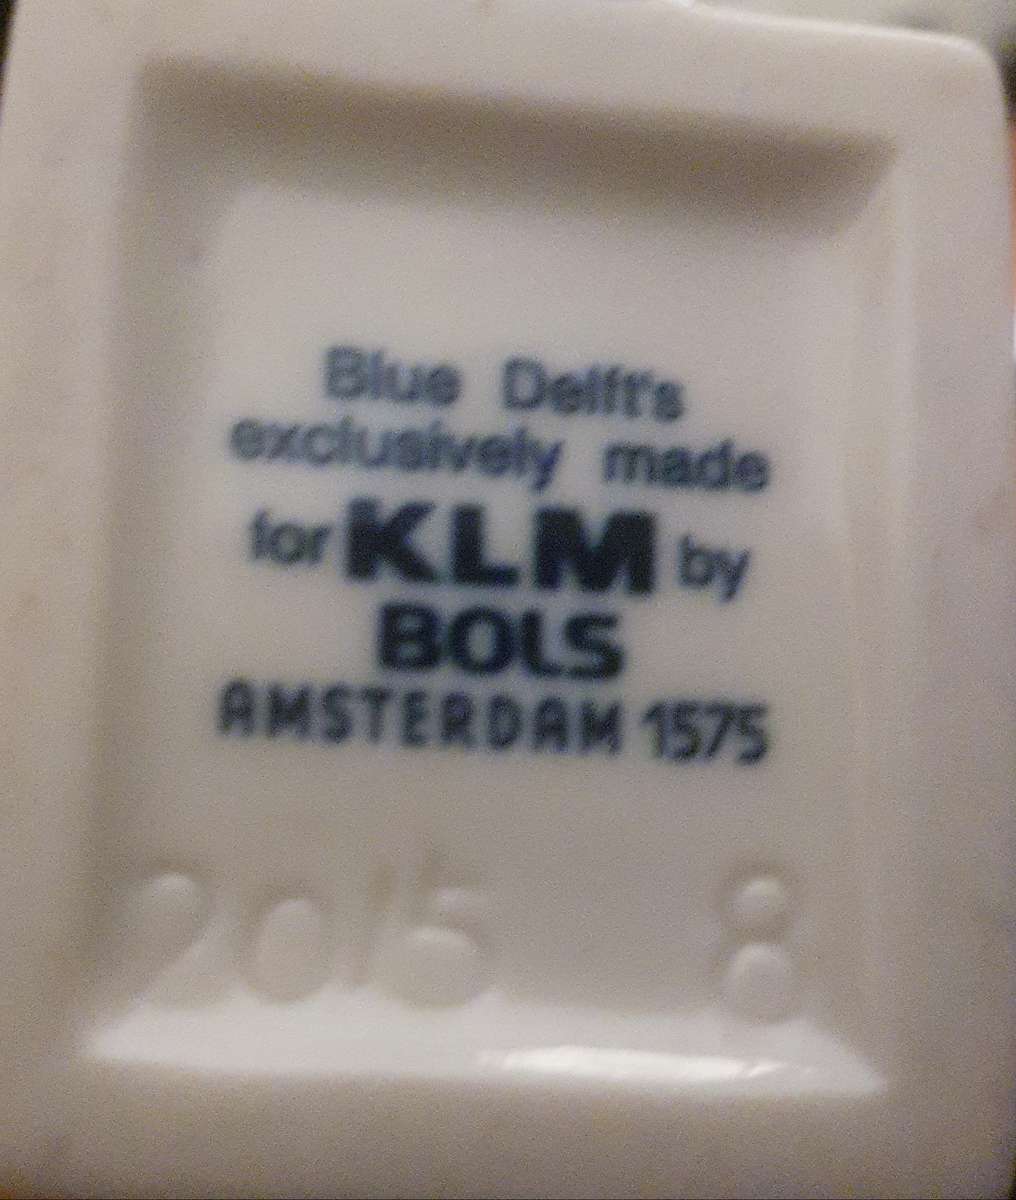 Blue Delft's
exclusively made
for KLM by
BOLS
AMSTERDAM 1575
2015 8